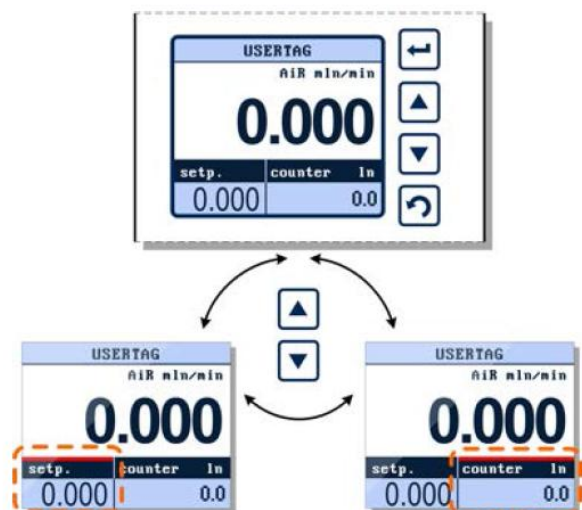 USERTAG
AiR mln/min
0.000
setp. counter ln
0.000 0.0
USERTAG
AiR mln/min
0.000
setp. counter ln
0.000 0.0
USERTAG
AiR mln/min
0.000
setp. counter ln
0.000 0.0